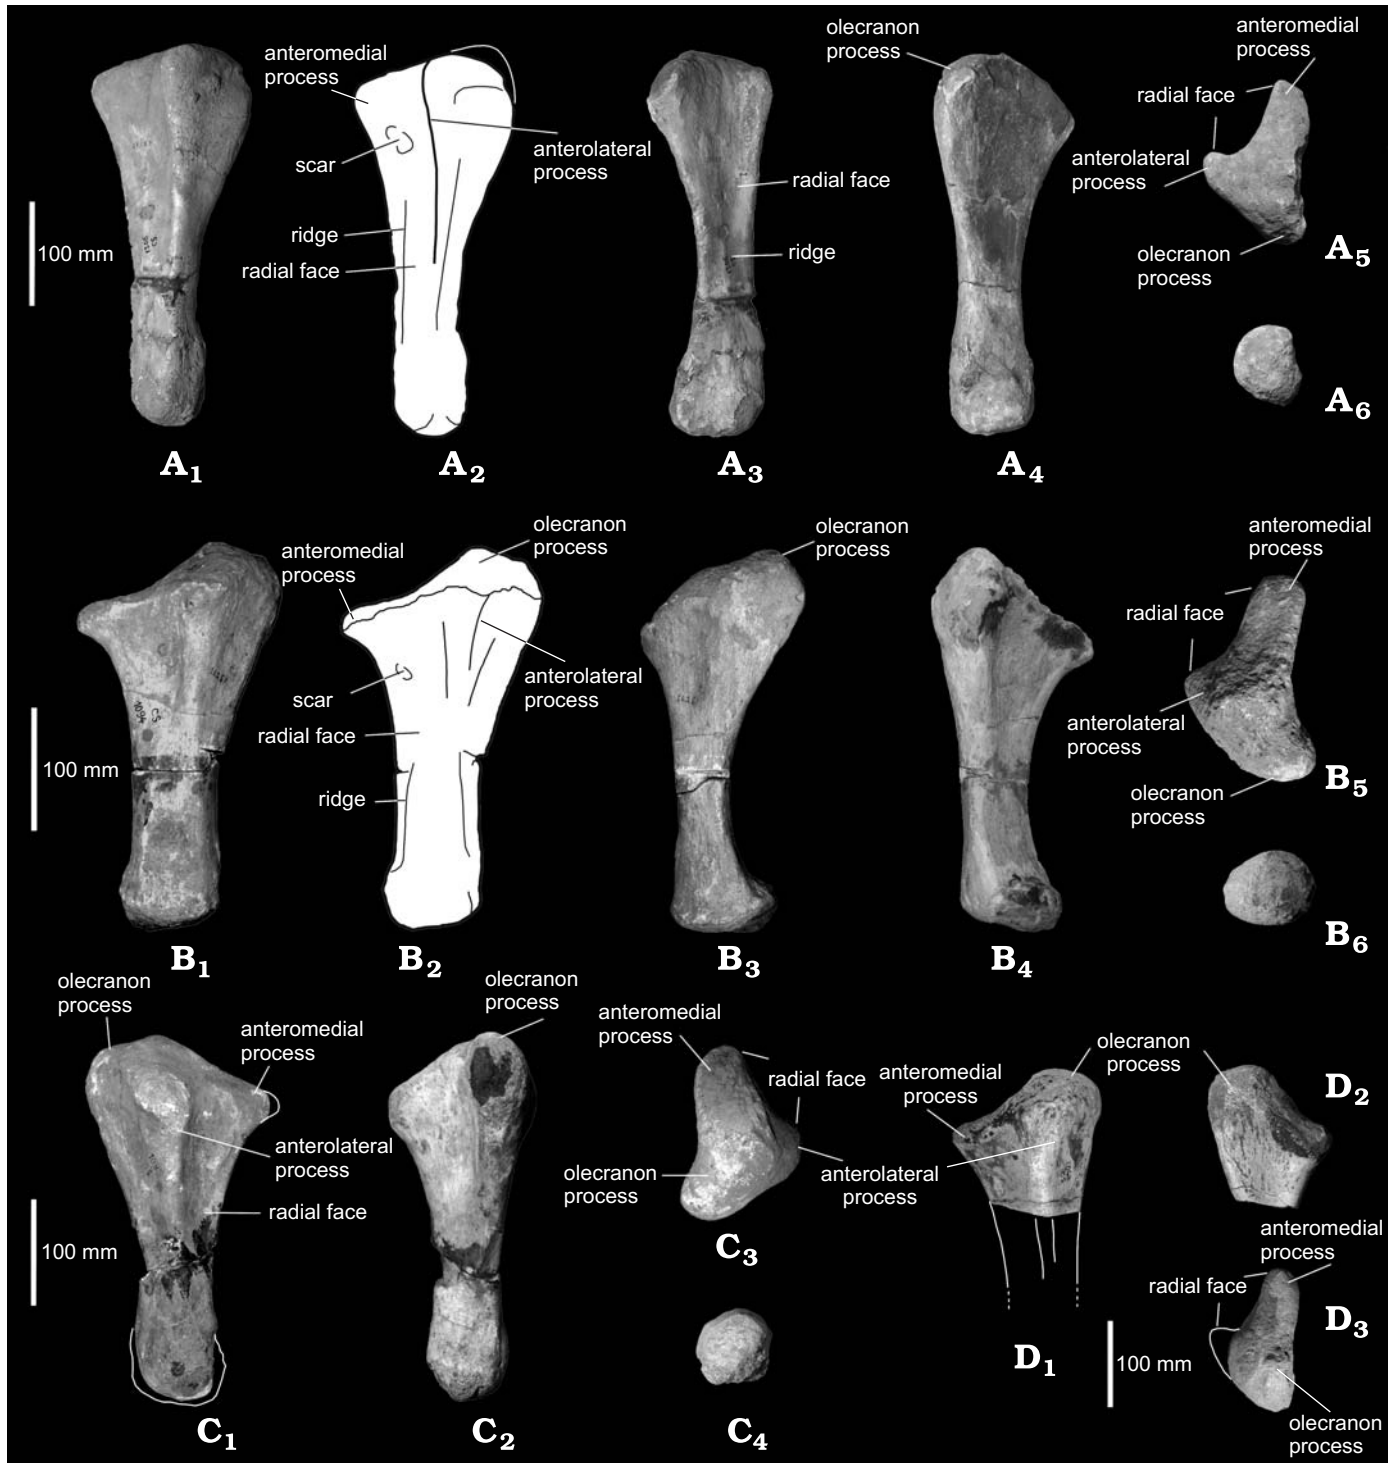 anteromedial
process
scar
ridge
radial face
anterolateral
process
100 mm
A1
A2
radial face
ridge
A3
olecranon
process
A4
anteromedial
process
radial face
anterolateral
process
olecranon
process
A5
A6
100 mm
B1
anteromedial
process
olecranon
process
scar
radial face
ridge
anterolateral
process
B2
olecranon
process
B3
B4
anteromedial
process
radial face
anterolateral
process
olecranon
process
B5
B6
olecranon
process
anteromedial
process
anterolateral
process
radial face
100 mm
C1
olecranon
process
C2
anteromedial
process
radial face
olecranon
process
C3
C4
anterolateral
process
anteromedial
process
olecranon
process
D1
D2
100 mm
anteromedial
process
radial face
D3
olecranon
process